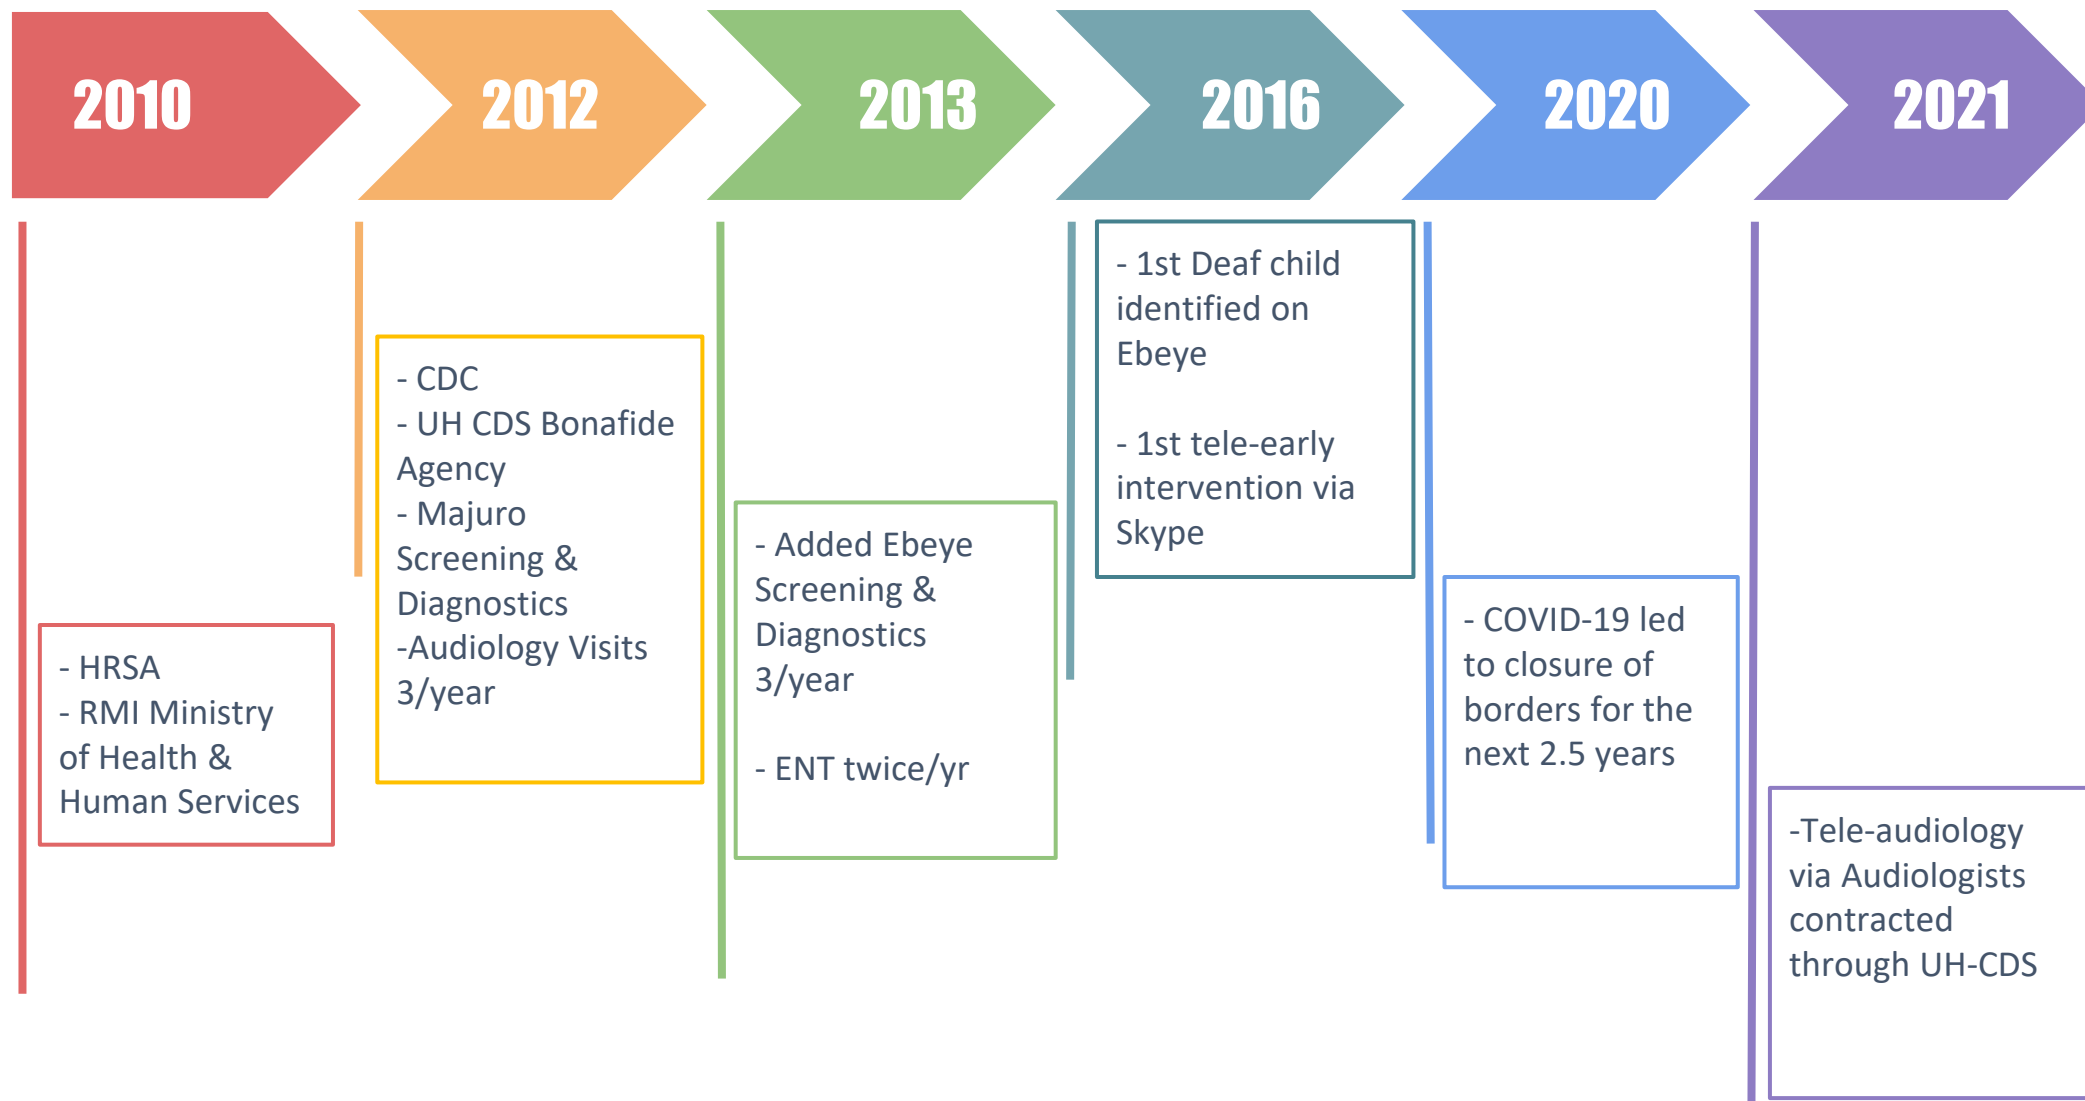 2010
2012
2013
2016
2020
2021
- HRSA
- RMI Ministry
of Health &
Human Services
- CDC
- UH CDS Bonafide
Agency
- Majuro
Screening &
Diagnostics
-Audiology Visits
3/year
- Added Ebeye
Screening &
Diagnostics
3/year
- ENT twice/yr
- 1st Deaf child
identified on
Ebeye
- 1st tele-early
intervention via
Skype
- COVID-19 led
to closure of
borders for the
next 2.5 years
-Tele-audiology
via Audiologists
contracted
through UH-CDS